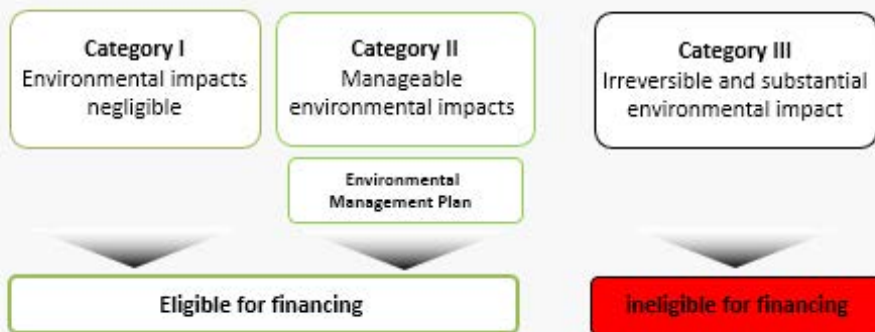 Category I
Environmental impacts
negligible
Category II
Manageable
environmental impacts
Category III
Irreversible and substantial
environmental impact
Environmental
Management Plan
Eligible for financing
ineligible for financing